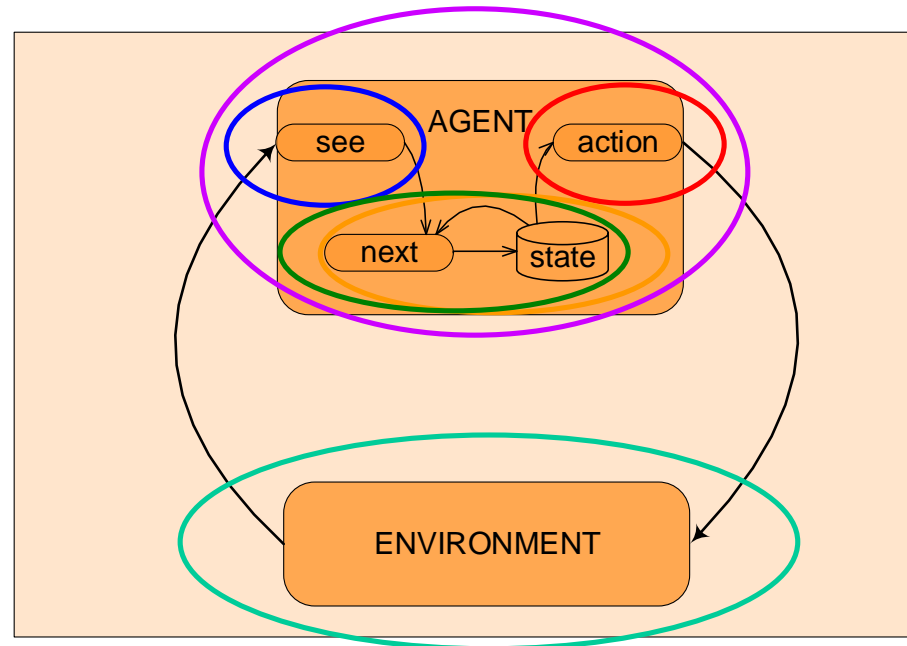 AGENT
see
action
next
state
ENVIRONMENT